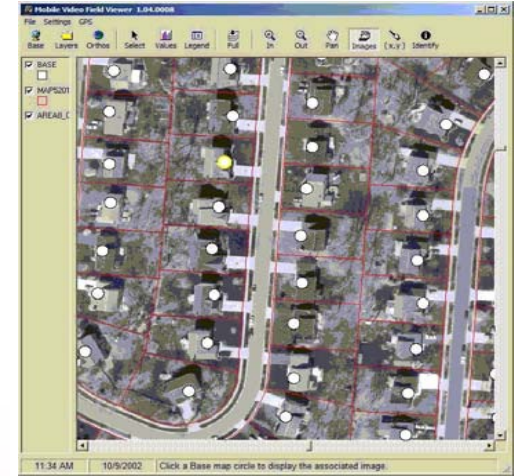 Mobile Video Field Viewer 1.04.0008
File Settings GPS
Base Layers Orthos Select Values Legend Full In Out Pan Images (x,y) Identify
BASE
MAP5201
AREA8_C
11:34 AM 10/9/2002 Click a Base map circle to display the associated image.